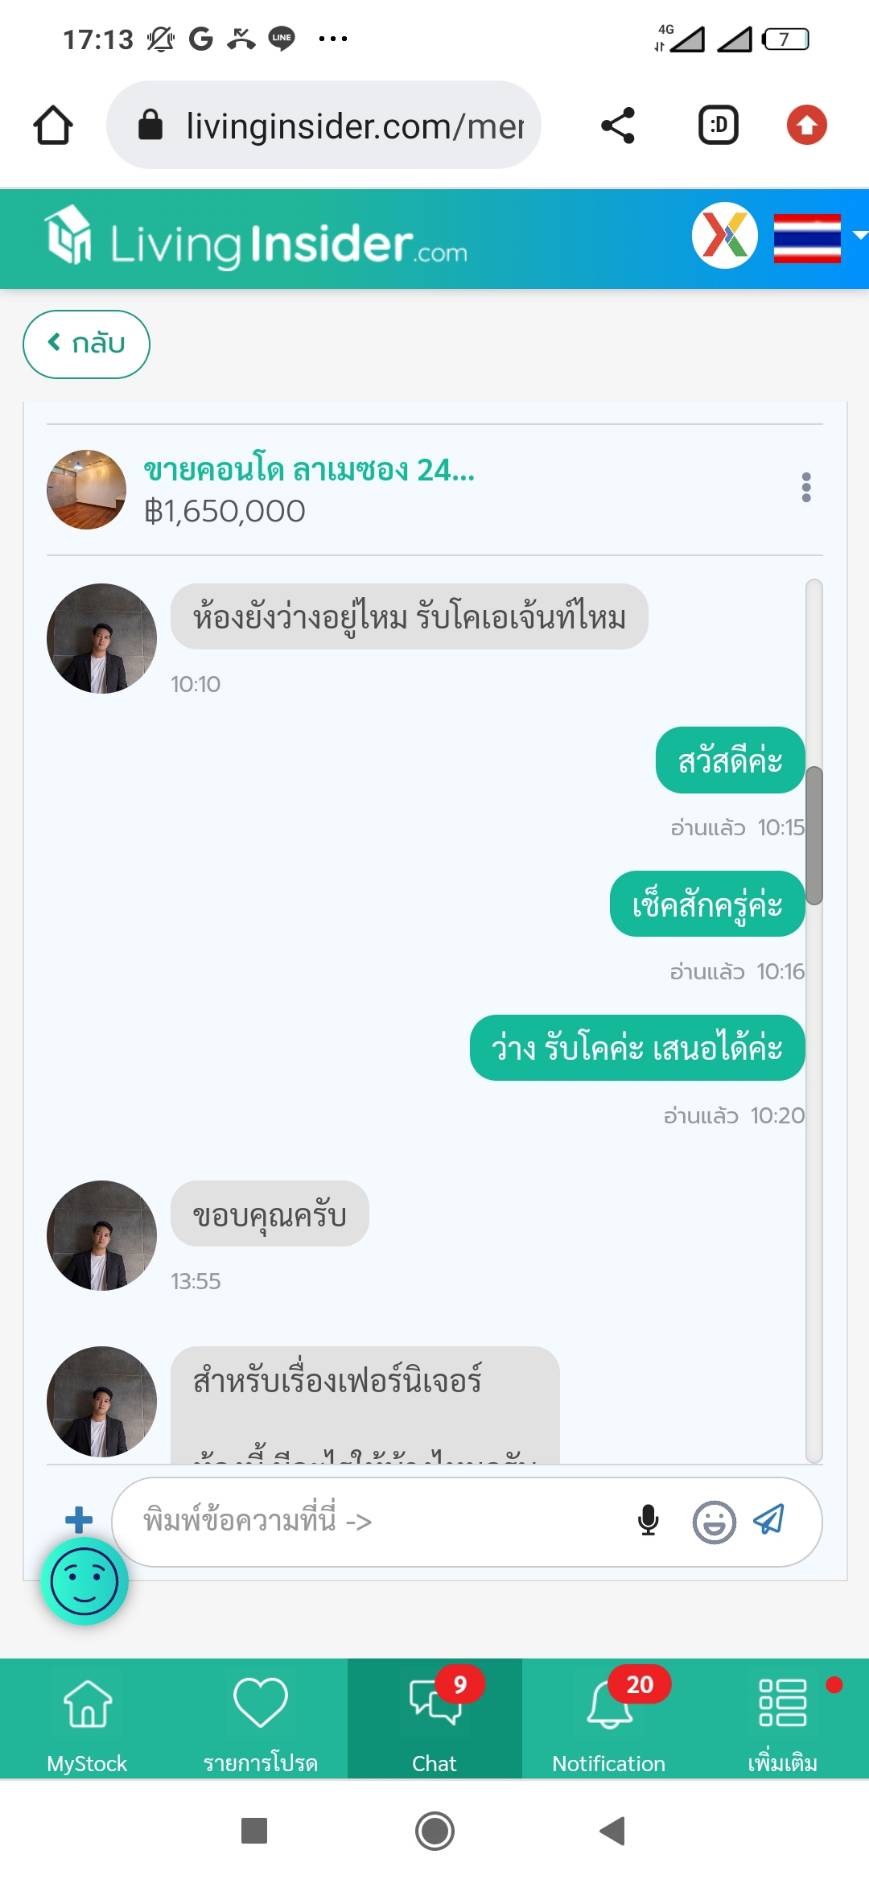 17:13
LINE
4G
7
livinginsider.com/mer
:D
LivingInsider.com
กลับ
ขายคอนโด ลาเมซอง 24...
฿1,650,000
ห้องยังว่างอยู่ไหม รับโคเอเจ้นท์ไหม
10:10
สวัสดีค่ะ
อ่านแล้ว 10:15
เช็คสักครู่ค่ะ
อ่านแล้ว 10:16
ว่าง รับโคค่ะ เสนอได้ค่ะ
อ่านแล้ว 10:20
ขอบคุณครับ
13:55
สำหรับเรื่องเฟอร์นิเจอร์
พิมพ์ข้อความที่นี่ ->
9
20
MyStock
รายการโปรด
Chat
Notification
เพิ่มเติม